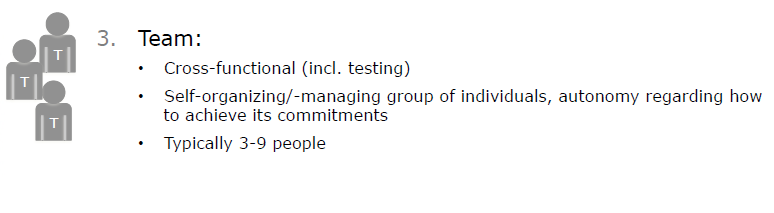 3. Team:
T
• Cross-functional (incl. testing)
T
• Self-organizing/-managing group of individuals, autonomy regarding how
to achieve its commitments
T
• Typically 3-9 people